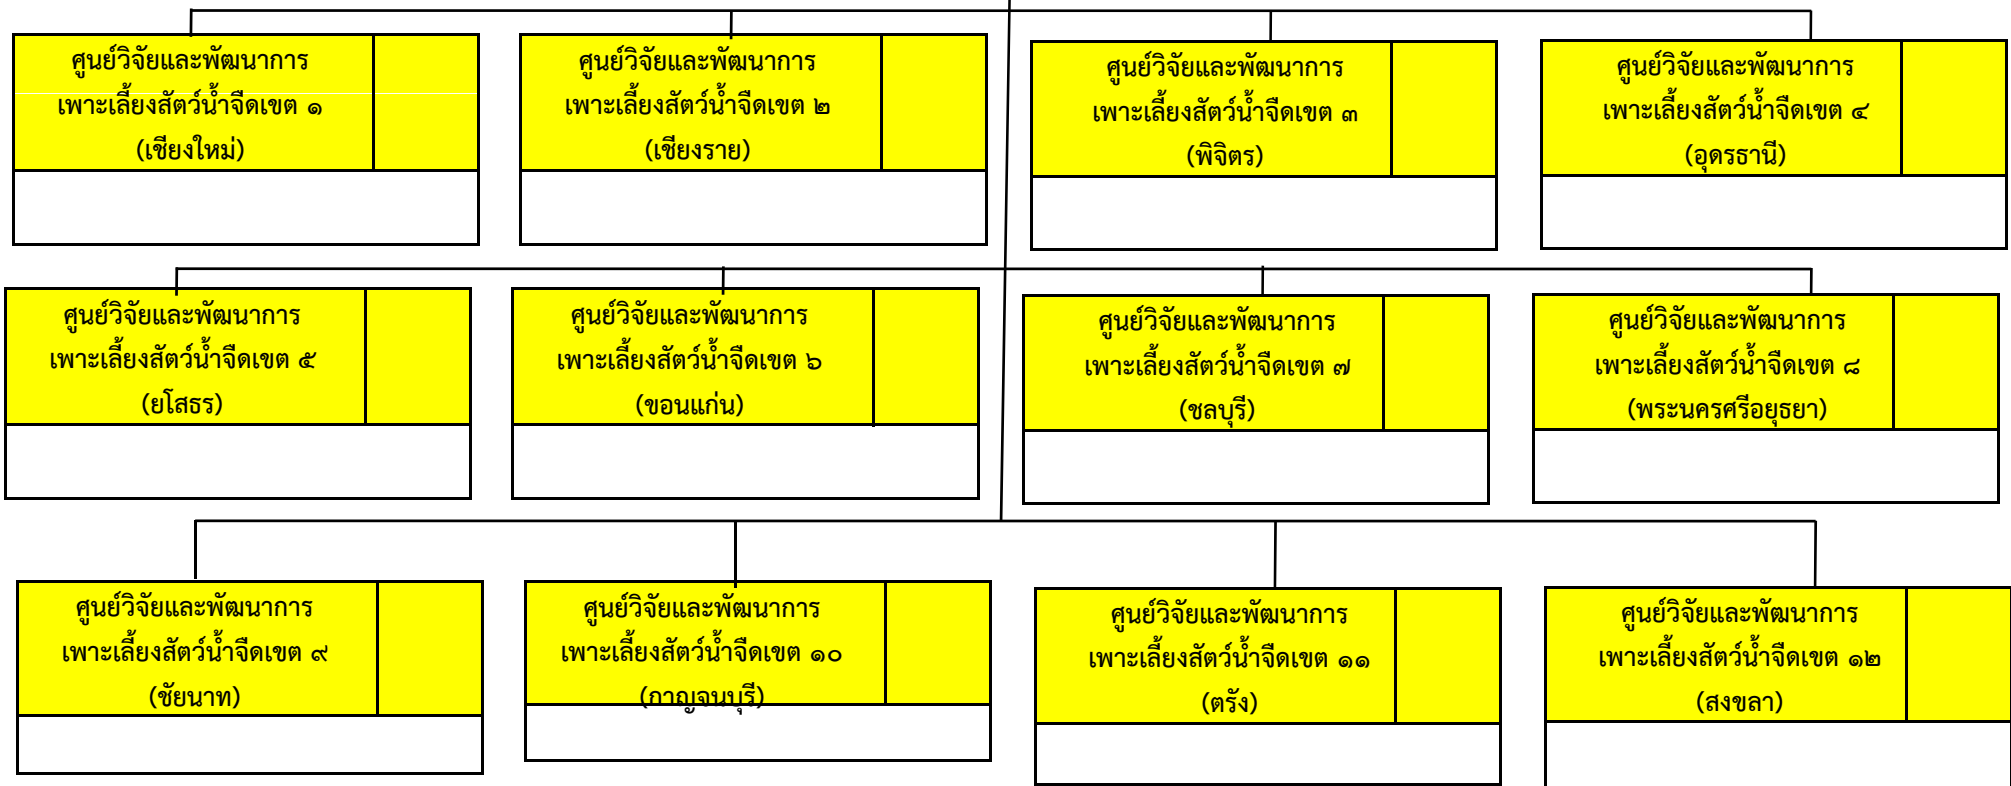 ศูนย์วิจัยและพัฒนาการ
เพาะเลี้ยงสัตว์น้ำจืดเขต ๑
(เชียงใหม่)
ศูนย์วิจัยและพัฒนาการ
เพาะเลี้ยงสัตว์น้ำจืดเขต ๒
(เชียงราย)
ศูนย์วิจัยและพัฒนาการ
เพาะเลี้ยงสัตว์น้ำจืดเขต ๓
(พิจิตร)
ศูนย์วิจัยและพัฒนาการ
เพาะเลี้ยงสัตว์น้ำจืดเขต ๔
(อุดรธานี)
ศูนย์วิจัยและพัฒนาการ
เพาะเลี้ยงสัตว์น้ำจืดเขต ๕
(ยโสธร)
ศูนย์วิจัยและพัฒนาการ
เพาะเลี้ยงสัตว์น้ำจืดเขต ๖
(ขอนแก่น)
ศูนย์วิจัยและพัฒนาการ
เพาะเลี้ยงสัตว์น้ำจืดเขต ๗
(ชลบุรี)
ศูนย์วิจัยและพัฒนาการ
เพาะเลี้ยงสัตว์น้ำจืดเขต ๘
(พระนครศรีอยุธยา)
ศูนย์วิจัยและพัฒนาการ
เพาะเลี้ยงสัตว์น้ำจืดเขต ๙
(ชัยนาท)
ศูนย์วิจัยและพัฒนาการ
เพาะเลี้ยงสัตว์น้ำจืดเขต ๑๐
(กาญจนบุรี)
ศูนย์วิจัยและพัฒนาการ
เพาะเลี้ยงสัตว์น้ำจืดเขต ๑๑
(ตรัง)
ศูนย์วิจัยและพัฒนาการ
เพาะเลี้ยงสัตว์น้ำจืดเขต ๑๒
(สงขลา)